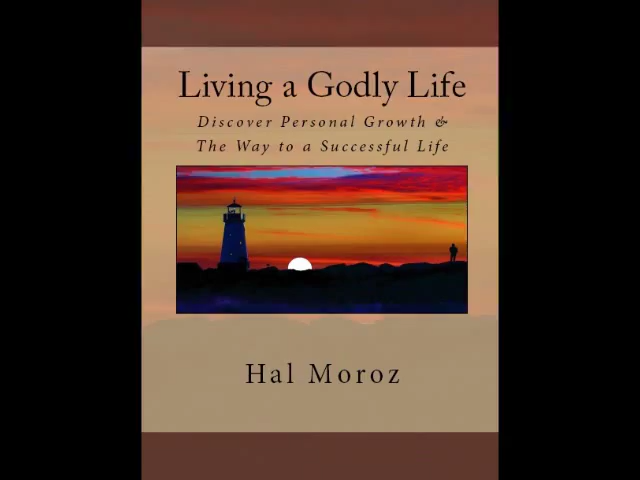 Living a Godly Life
Discover Personal Growth &
The Way to a Successful Life
Hal Moroz